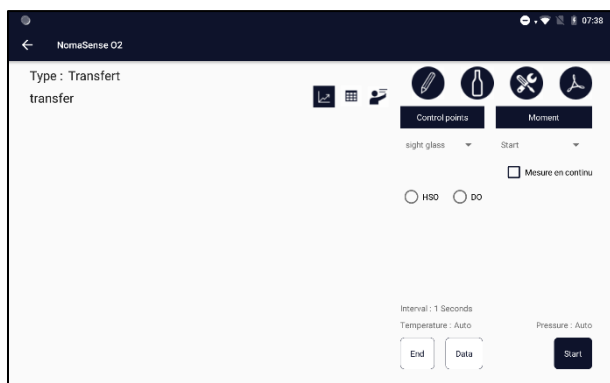 07:38
NomaSense O2
Type : Transfert
transfer
Control points
Moment
sight glass
Start
Mesure en continu
HSO
DO
Interval : 1 Seconds
Temperature : Auto
Pressure : Auto
End
Data
Start